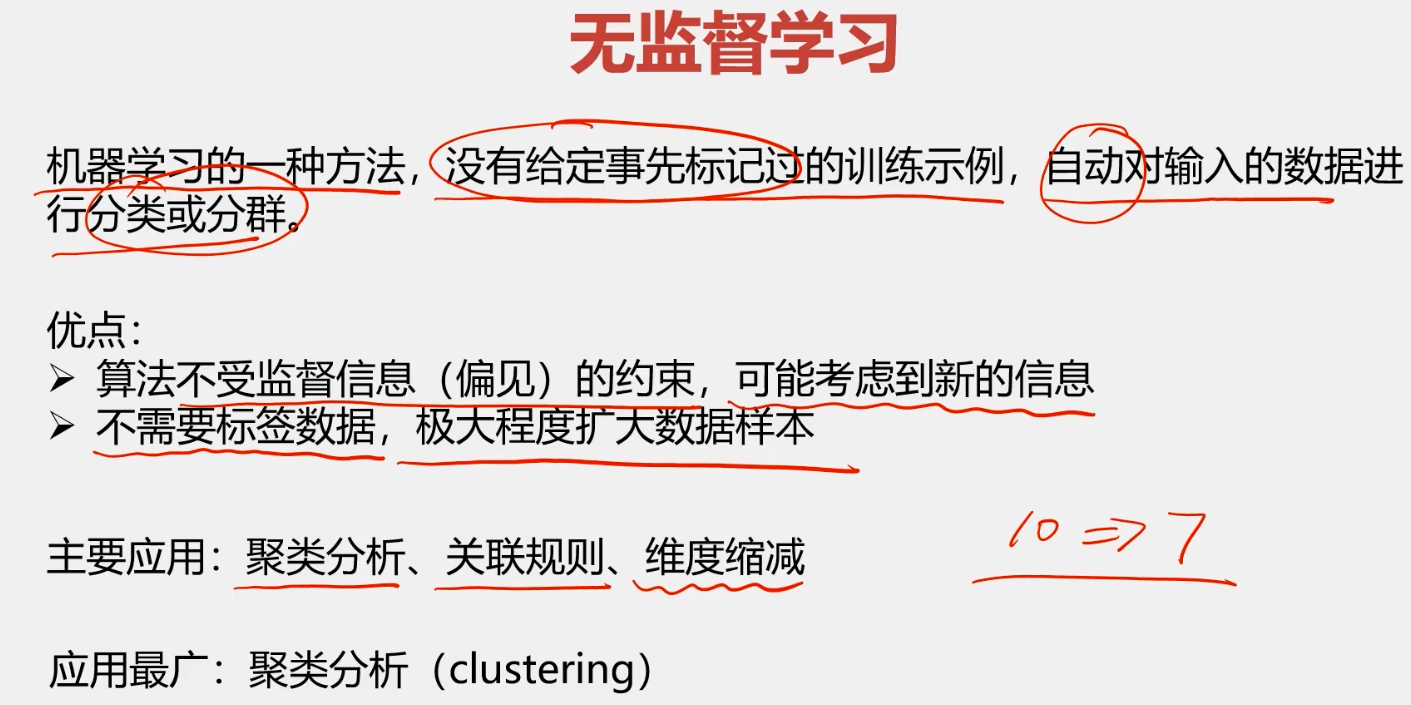 无监督学习
机器学习的一种方法，没有给定事先标记过的训练示例，自动对输入的数据进
行分类或分群。
优点：
➢ 算法不受监督信息（偏见）的约束，可能考虑到新的信息
➢ 不需要标签数据，极大程度扩大数据样本
10 => 7
主要应用：聚类分析、关联规则、维度缩减
应用最广：聚类分析（clustering）